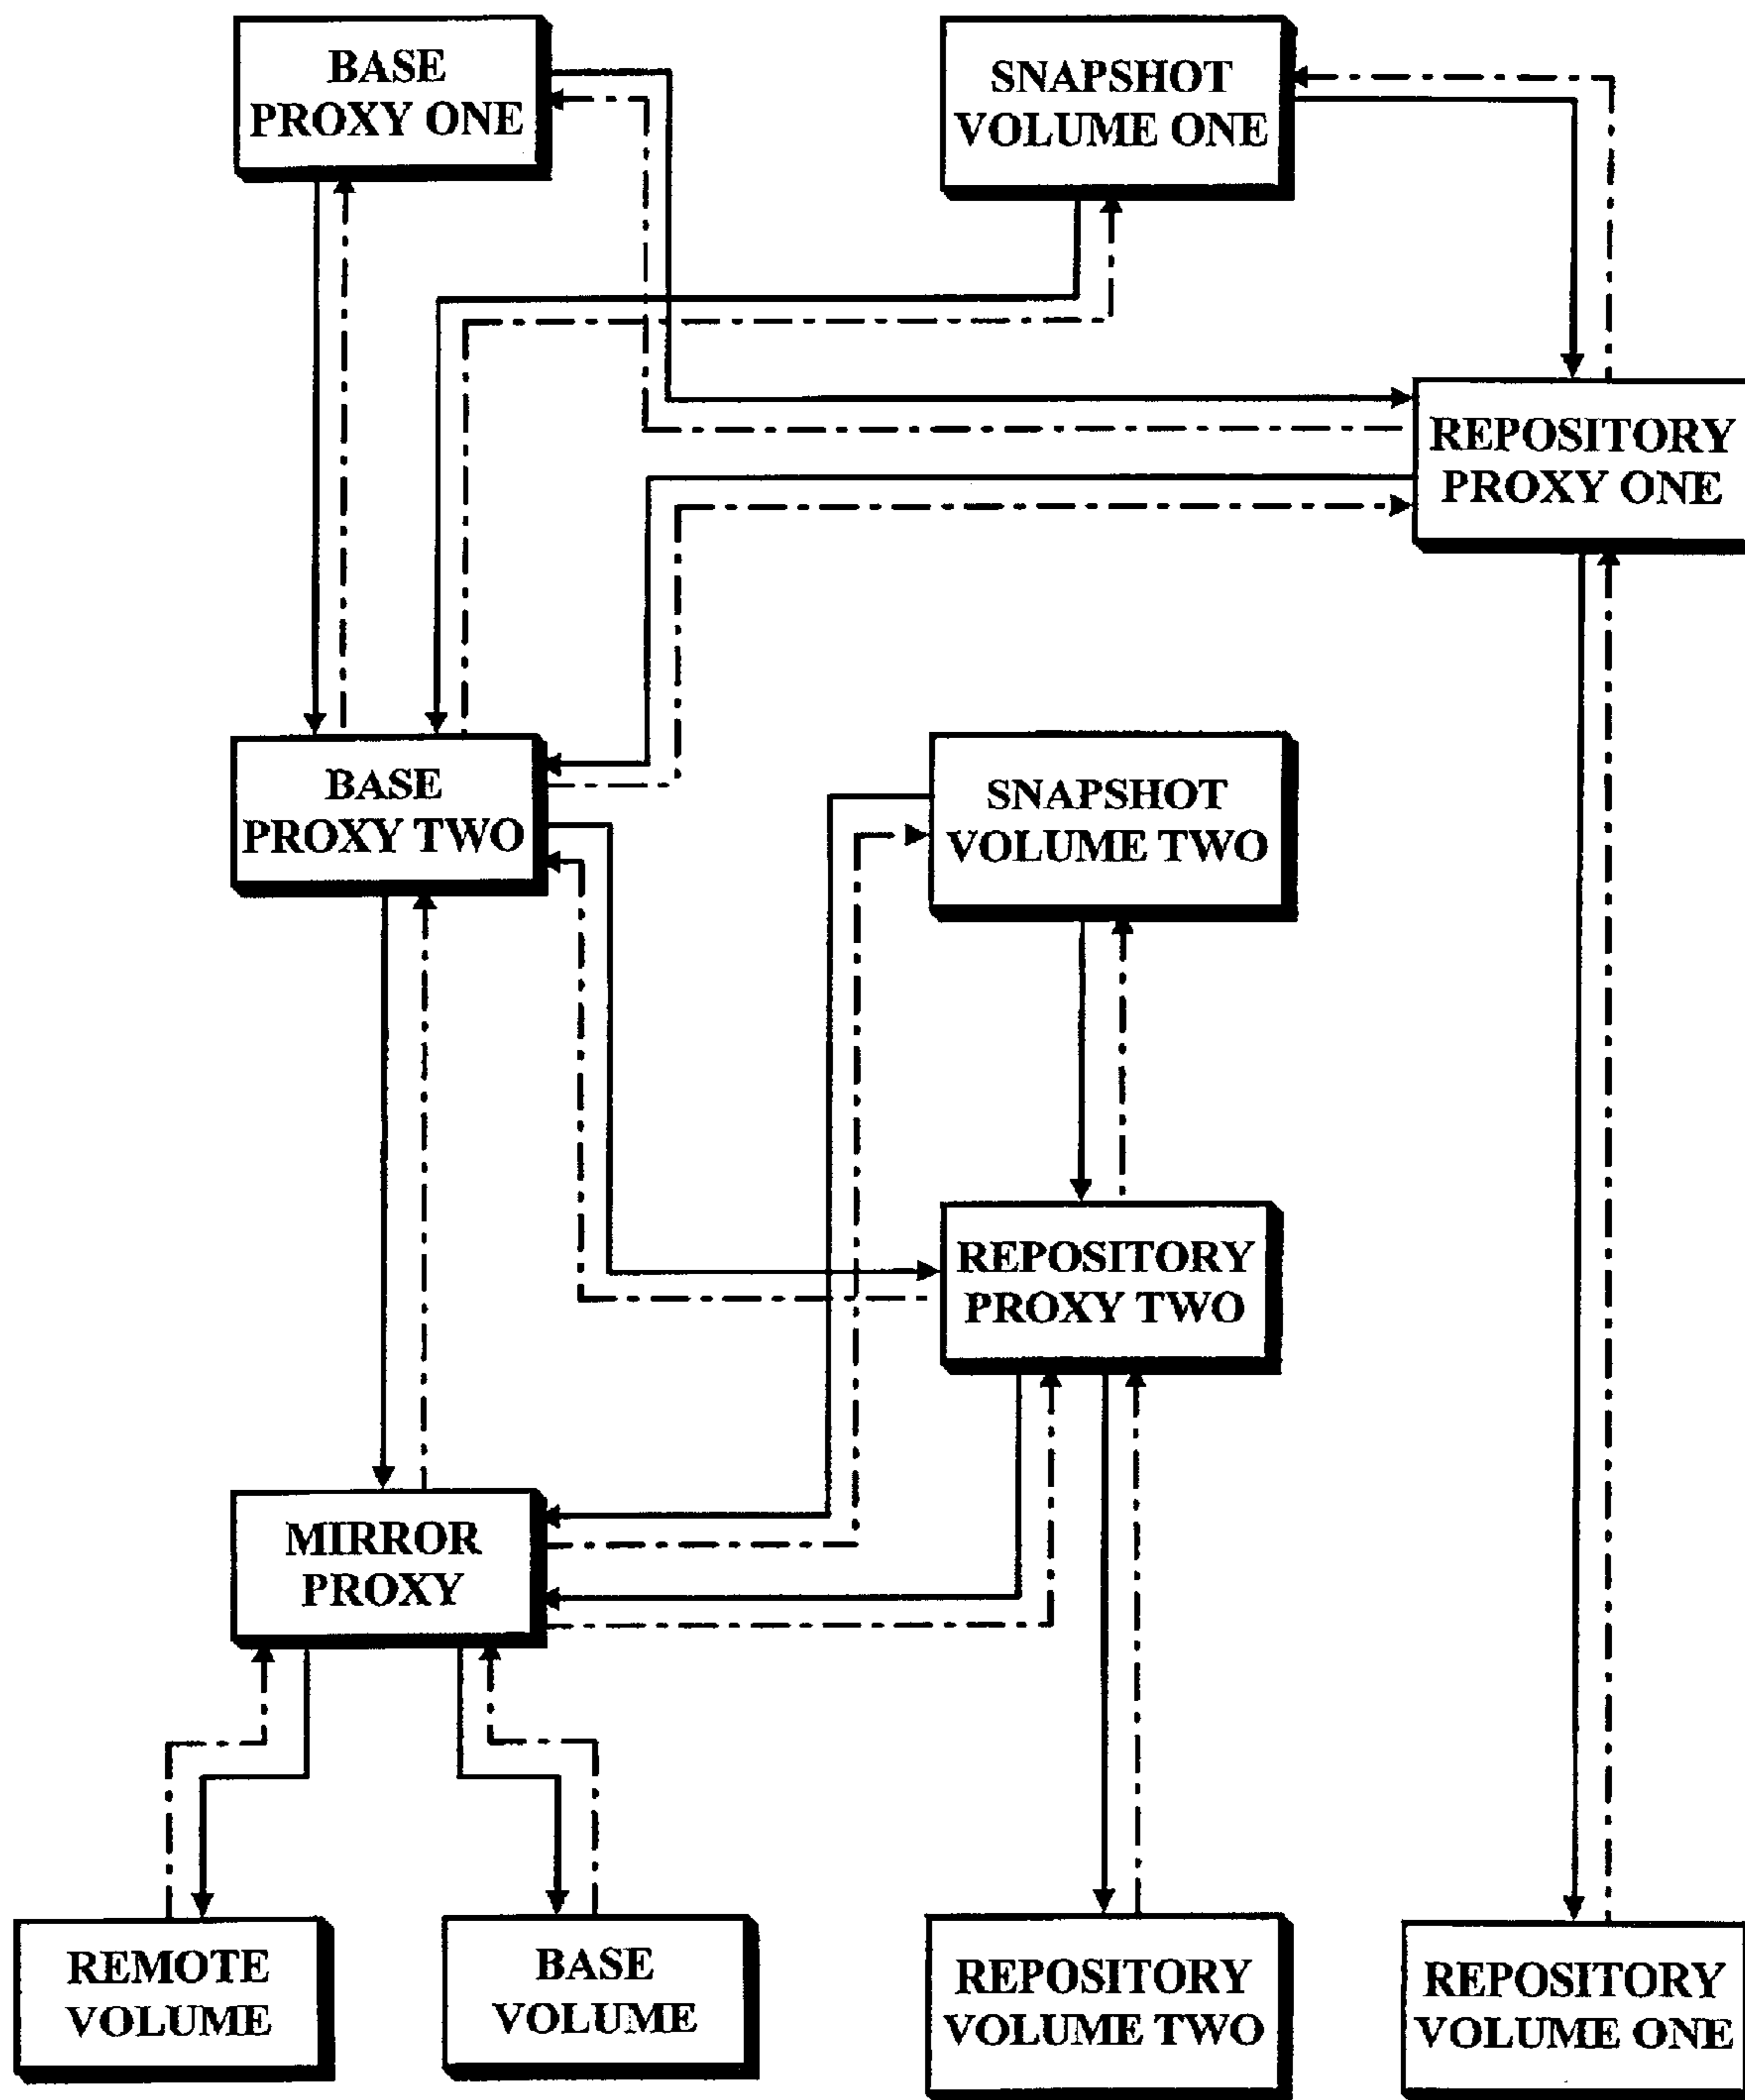 BASE
PROXY ONE
SNAPSHOT
VOLUME ONE
REPOSITORY
PROXY ONE
BASE
PROXY TWO
SNAPSHOT
VOLUME TWO
REPOSITORY
PROXY TWO
MIRROR
PROXY
REMOTE
VOLUME
BASE
VOLUME
REPOSITORY
VOLUME TWO
REPOSITORY
VOLUME ONE